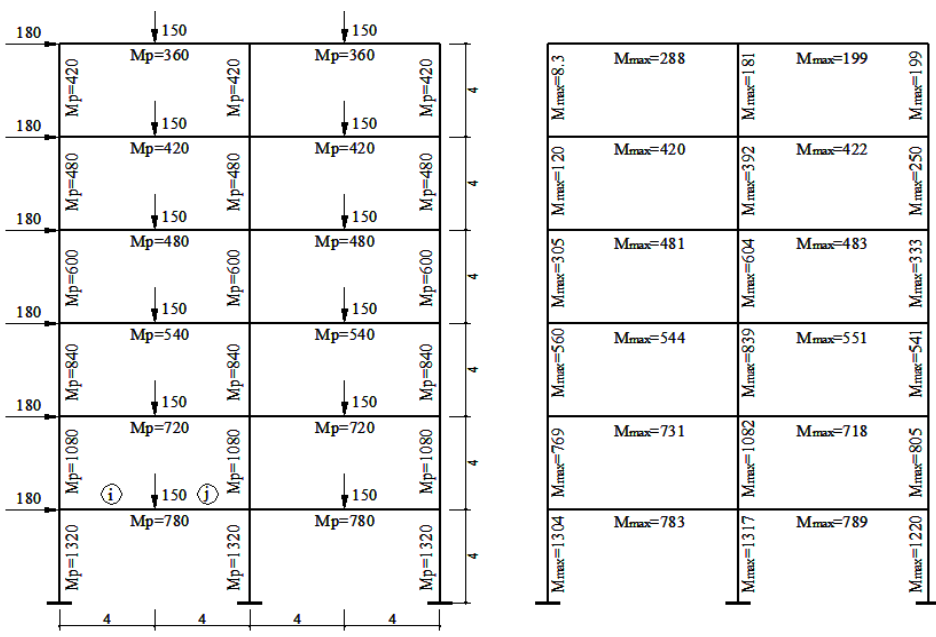 180 150 150
Mp=360 Mp=360
Mp=420 Mp=420 Mp=420 4
180 150 150
Mp=420 Mp=420
Mp=480 Mp=480 Mp=480 4
180 150 150
Mp=480 Mp=480
Mp=600 Mp=600 Mp=600 4
180 150 150
Mp=540 Mp=540
Mp=840 Mp=840 Mp=840 4
180 150 150
Mp=720 Mp=720
Mp=1080 i j Mp=1080 Mp=1080 4
180 150 150
Mp=780 Mp=780
Mp=1320 Mp=1320 Mp=1320 4
4 4 4 4
Mmax=288 Mmax=199
Mmax=8.3 Mmax=181 Mmax=199
Mmax=420 Mmax=422
Mmax=120 Mmax=392 Mmax=250
Mmax=481 Mmax=483
Mmax=305 Mmax=604 Mmax=333
Mmax=544 Mmax=551
Mmax=560 Mmax=839 Mmax=541
Mmax=731 Mmax=718
Mmax=769 Mmax=1082 Mmax=805
Mmax=783 Mmax=789
Mmax=1304 Mmax=1317 Mmax=1220